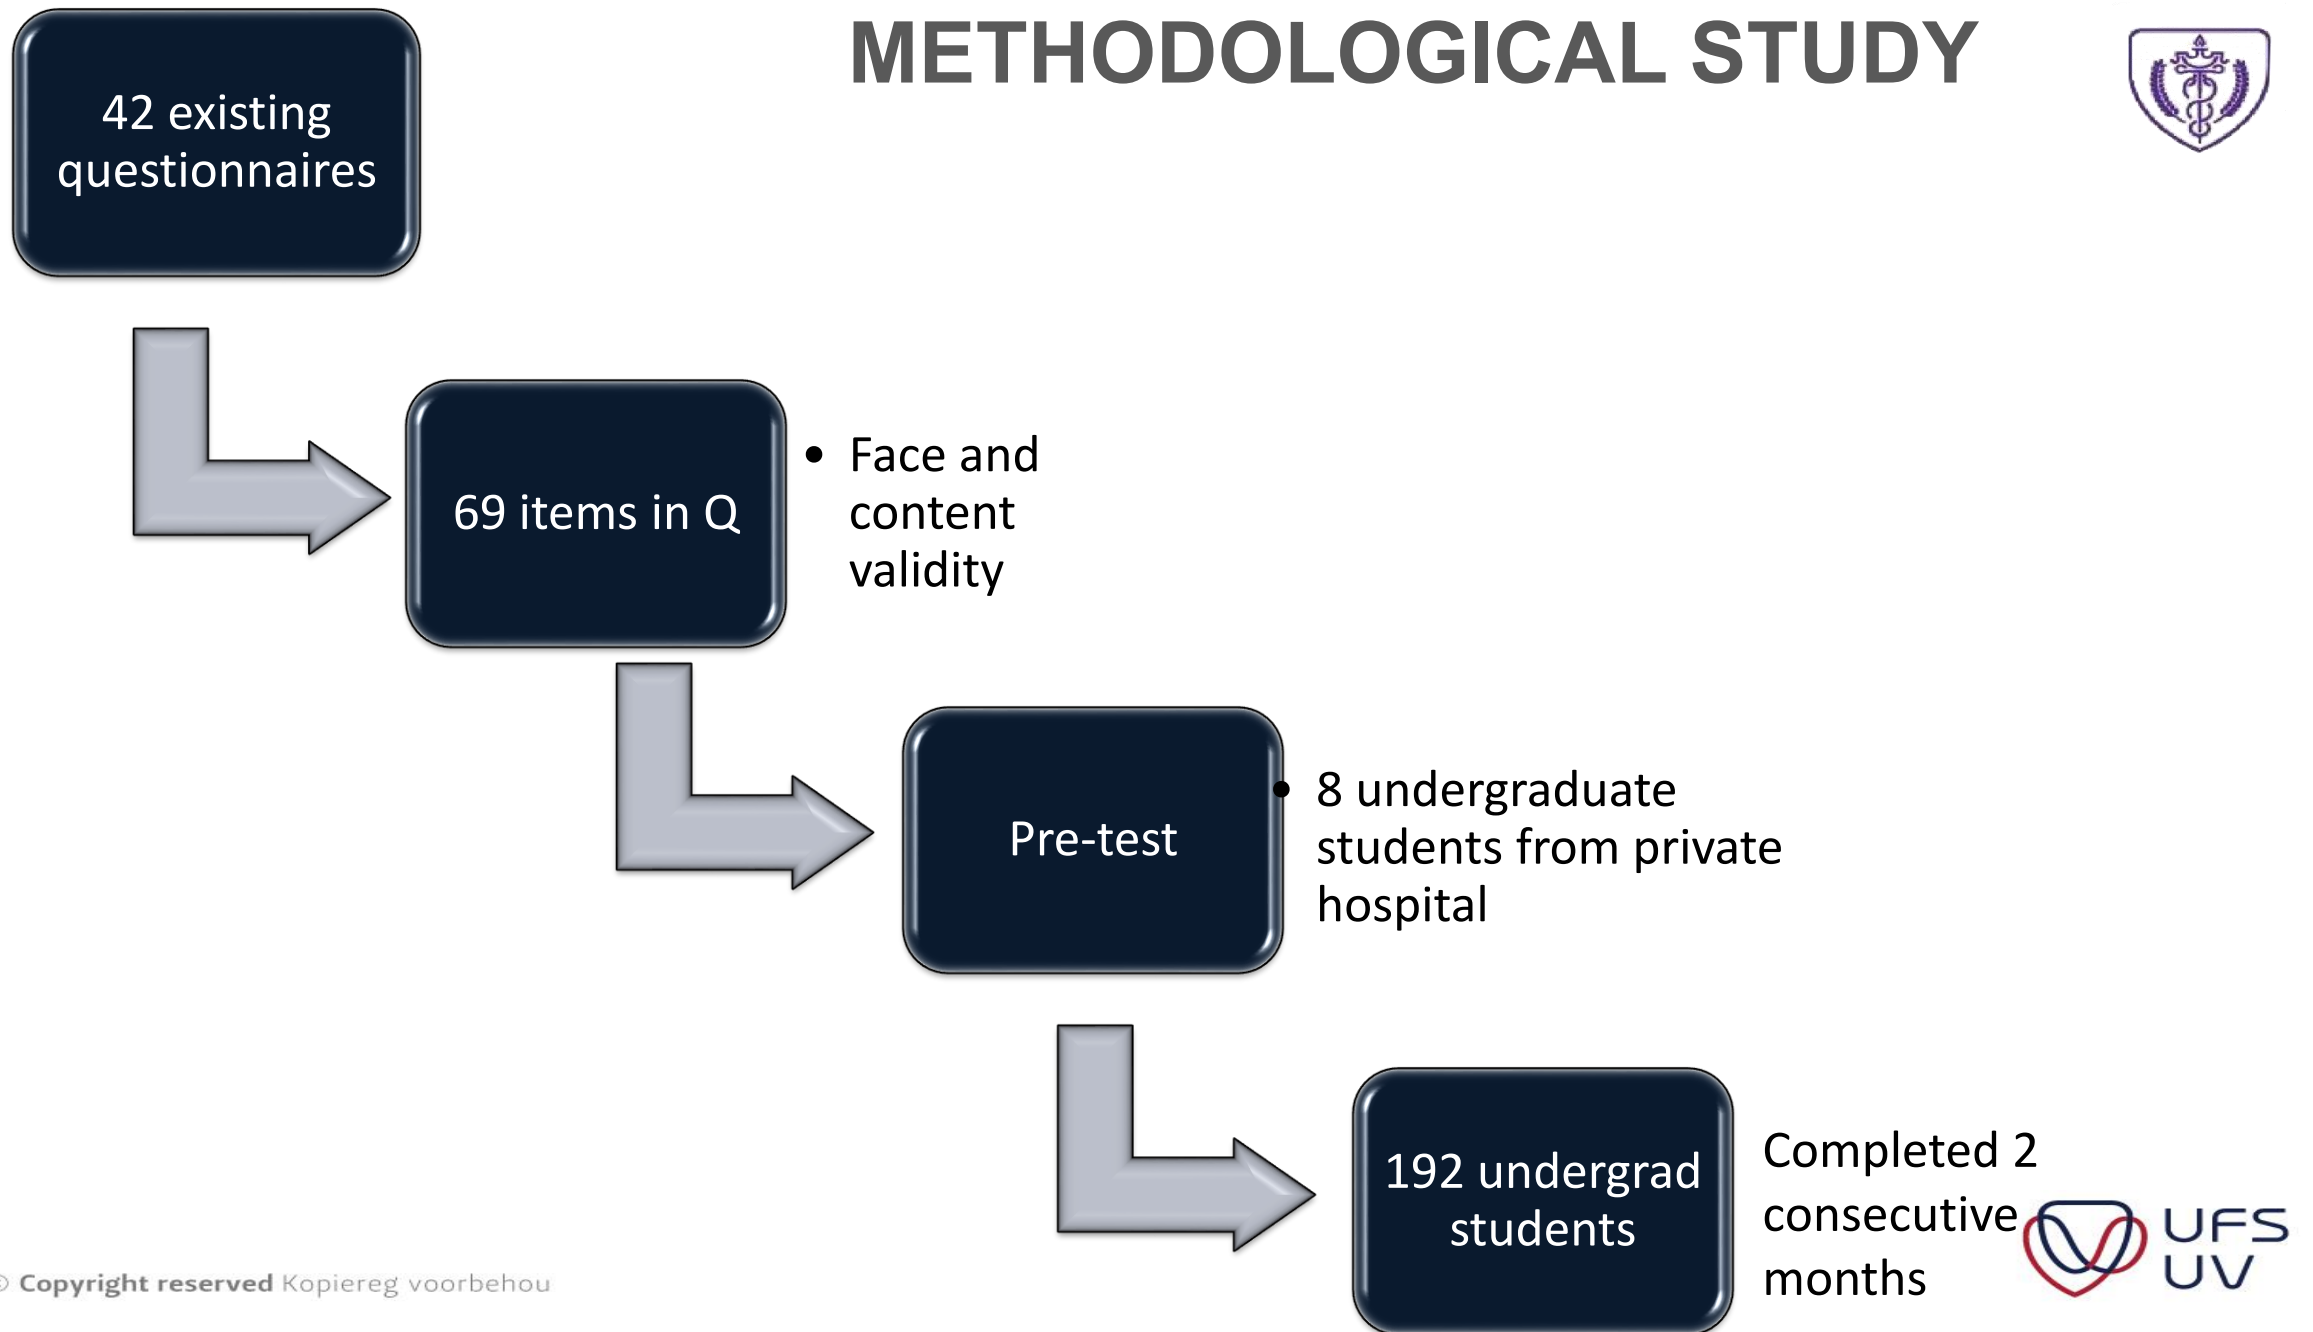 METHODOLOGICAL STUDY
42 existing
questionnaires
69 items in Q
• Face and
content
validity
Pre-test
• 8 undergraduate
students from private
hospital
192 undergrad
students
Completed 2
consecutive
months
UFS
UV
© Copyright reserved Kopiereg voorbehou